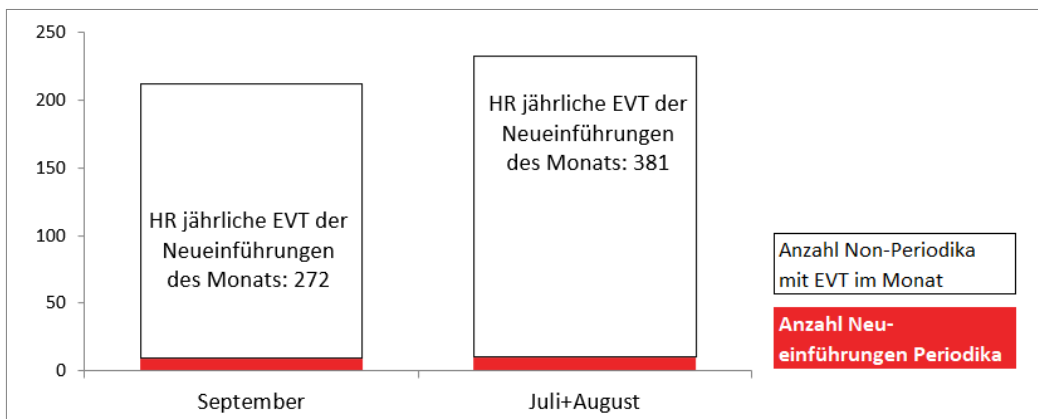 250
200
150
100
50
0
HR jährliche EVT der
Neueinführungen
des Monats: 272
HR jährliche EVT der
Neueinführungen
des Monats: 381
September
Juli+August
Anzahl Non-Periodika
mit EVT im Monat
Anzahl Neu-
einführungen Periodika